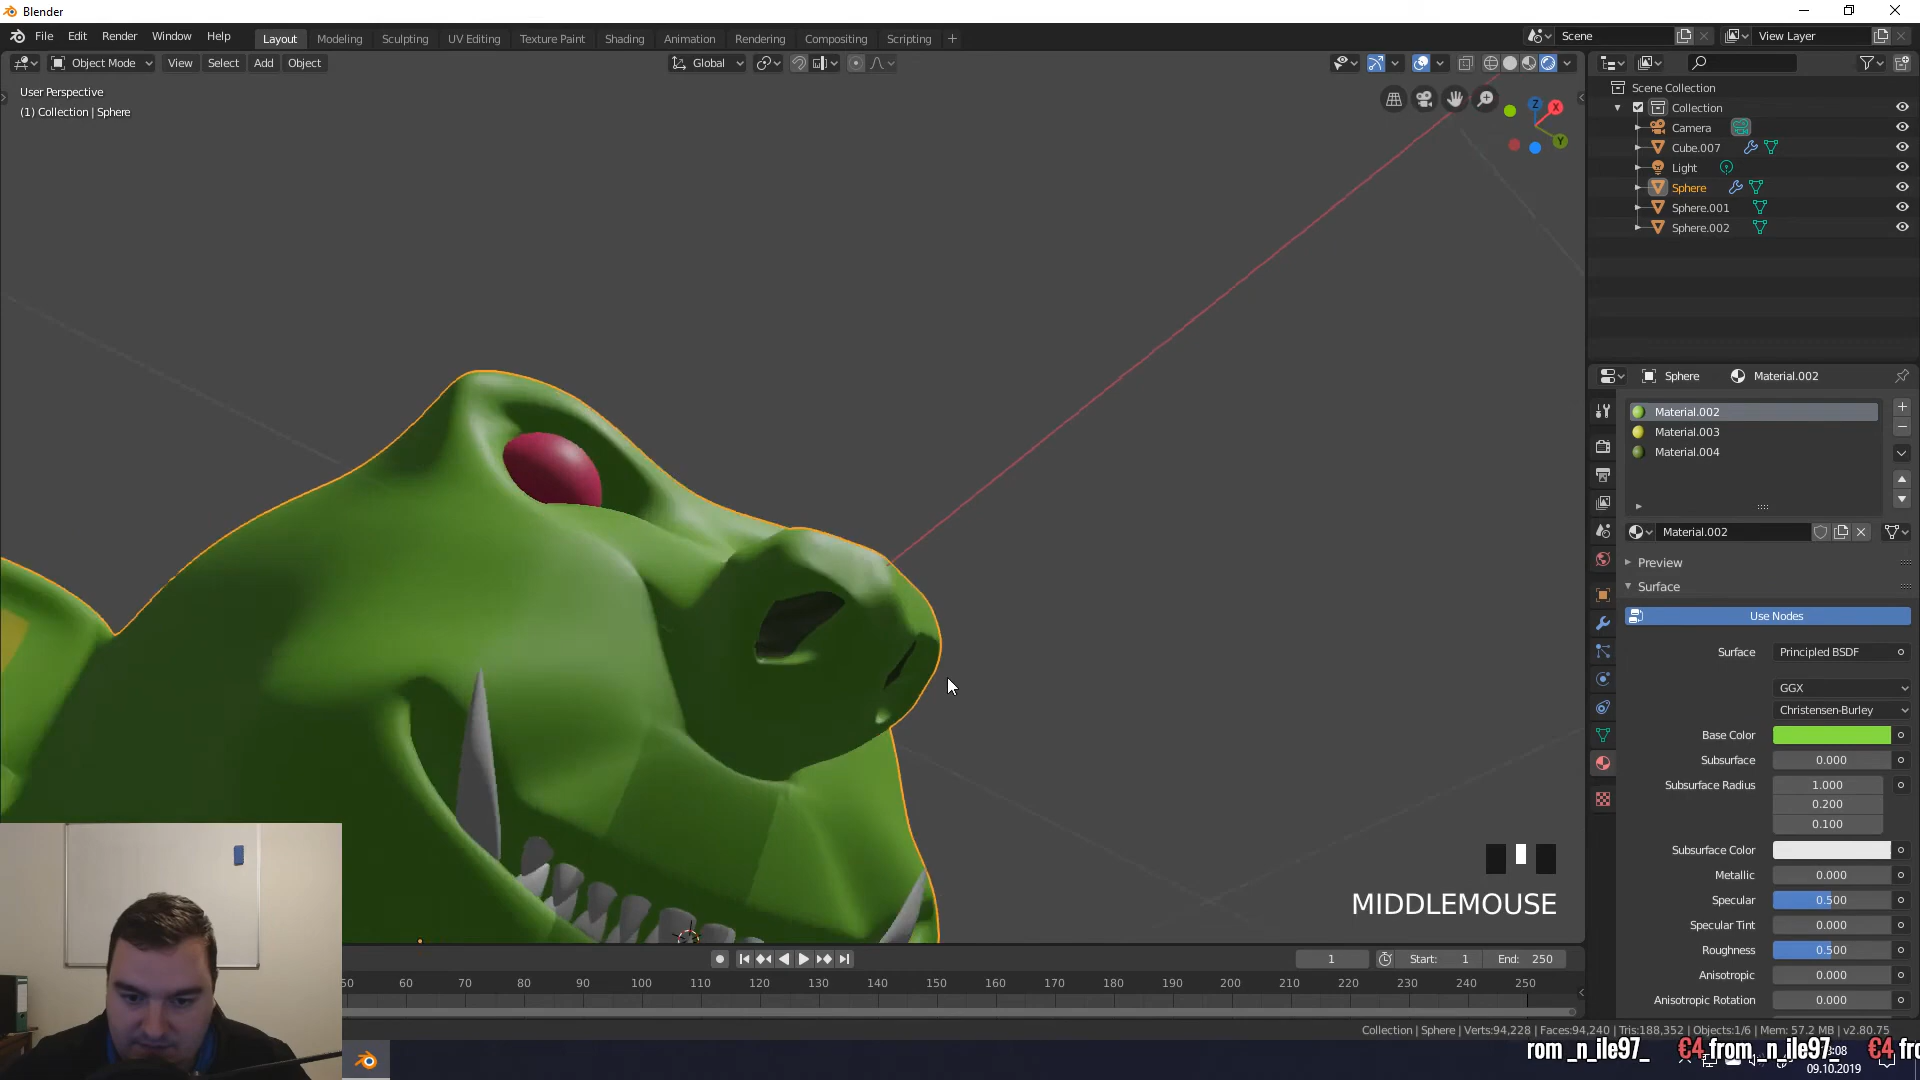 Blender
File Edit Render Window Help
Layout Modeling Sculpting UV Editing Texture Paint Shading Animation Rendering Compositing Scripting +
Scene
View Layer
Object Mode View Select Add Object
Global
User Perspective
(1) Collection | Sphere
Z
X
Y
Scene Collection
Collection
Camera
Cube.007
Light
Sphere
Sphere.001
Sphere.002
Sphere
Material.002
Material.002
Material.003
Material.004
Material.002
Preview
Surface
Use Nodes
Surface Principled BSDF
GGX
Christensen-Burley
Base Color
Subsurface 0.000
Subsurface Radius 1.000
0.200
0.100
Subsurface Color
Metallic 0.000
Specular 0.500
Specular Tint 0.000
Roughness 0.500
Anisotropic 0.000
Anisotropic Rotation 0.000
MIDDLEMOUSE
1 Start: 1 End: 250
50 60 70 80 90 100 110 120 130 140 150 160 170 180 190 200 210 220 230 240 250
Collection | Sphere | Verts:94,228 | Faces:94,240 | Tris:188,352 | Objects:1/6 | Mem: 57.2 MB | v2.80.75
rom _n_ile97_ €4 from _n_ile97_ €4 fro
:08
09.10.2019